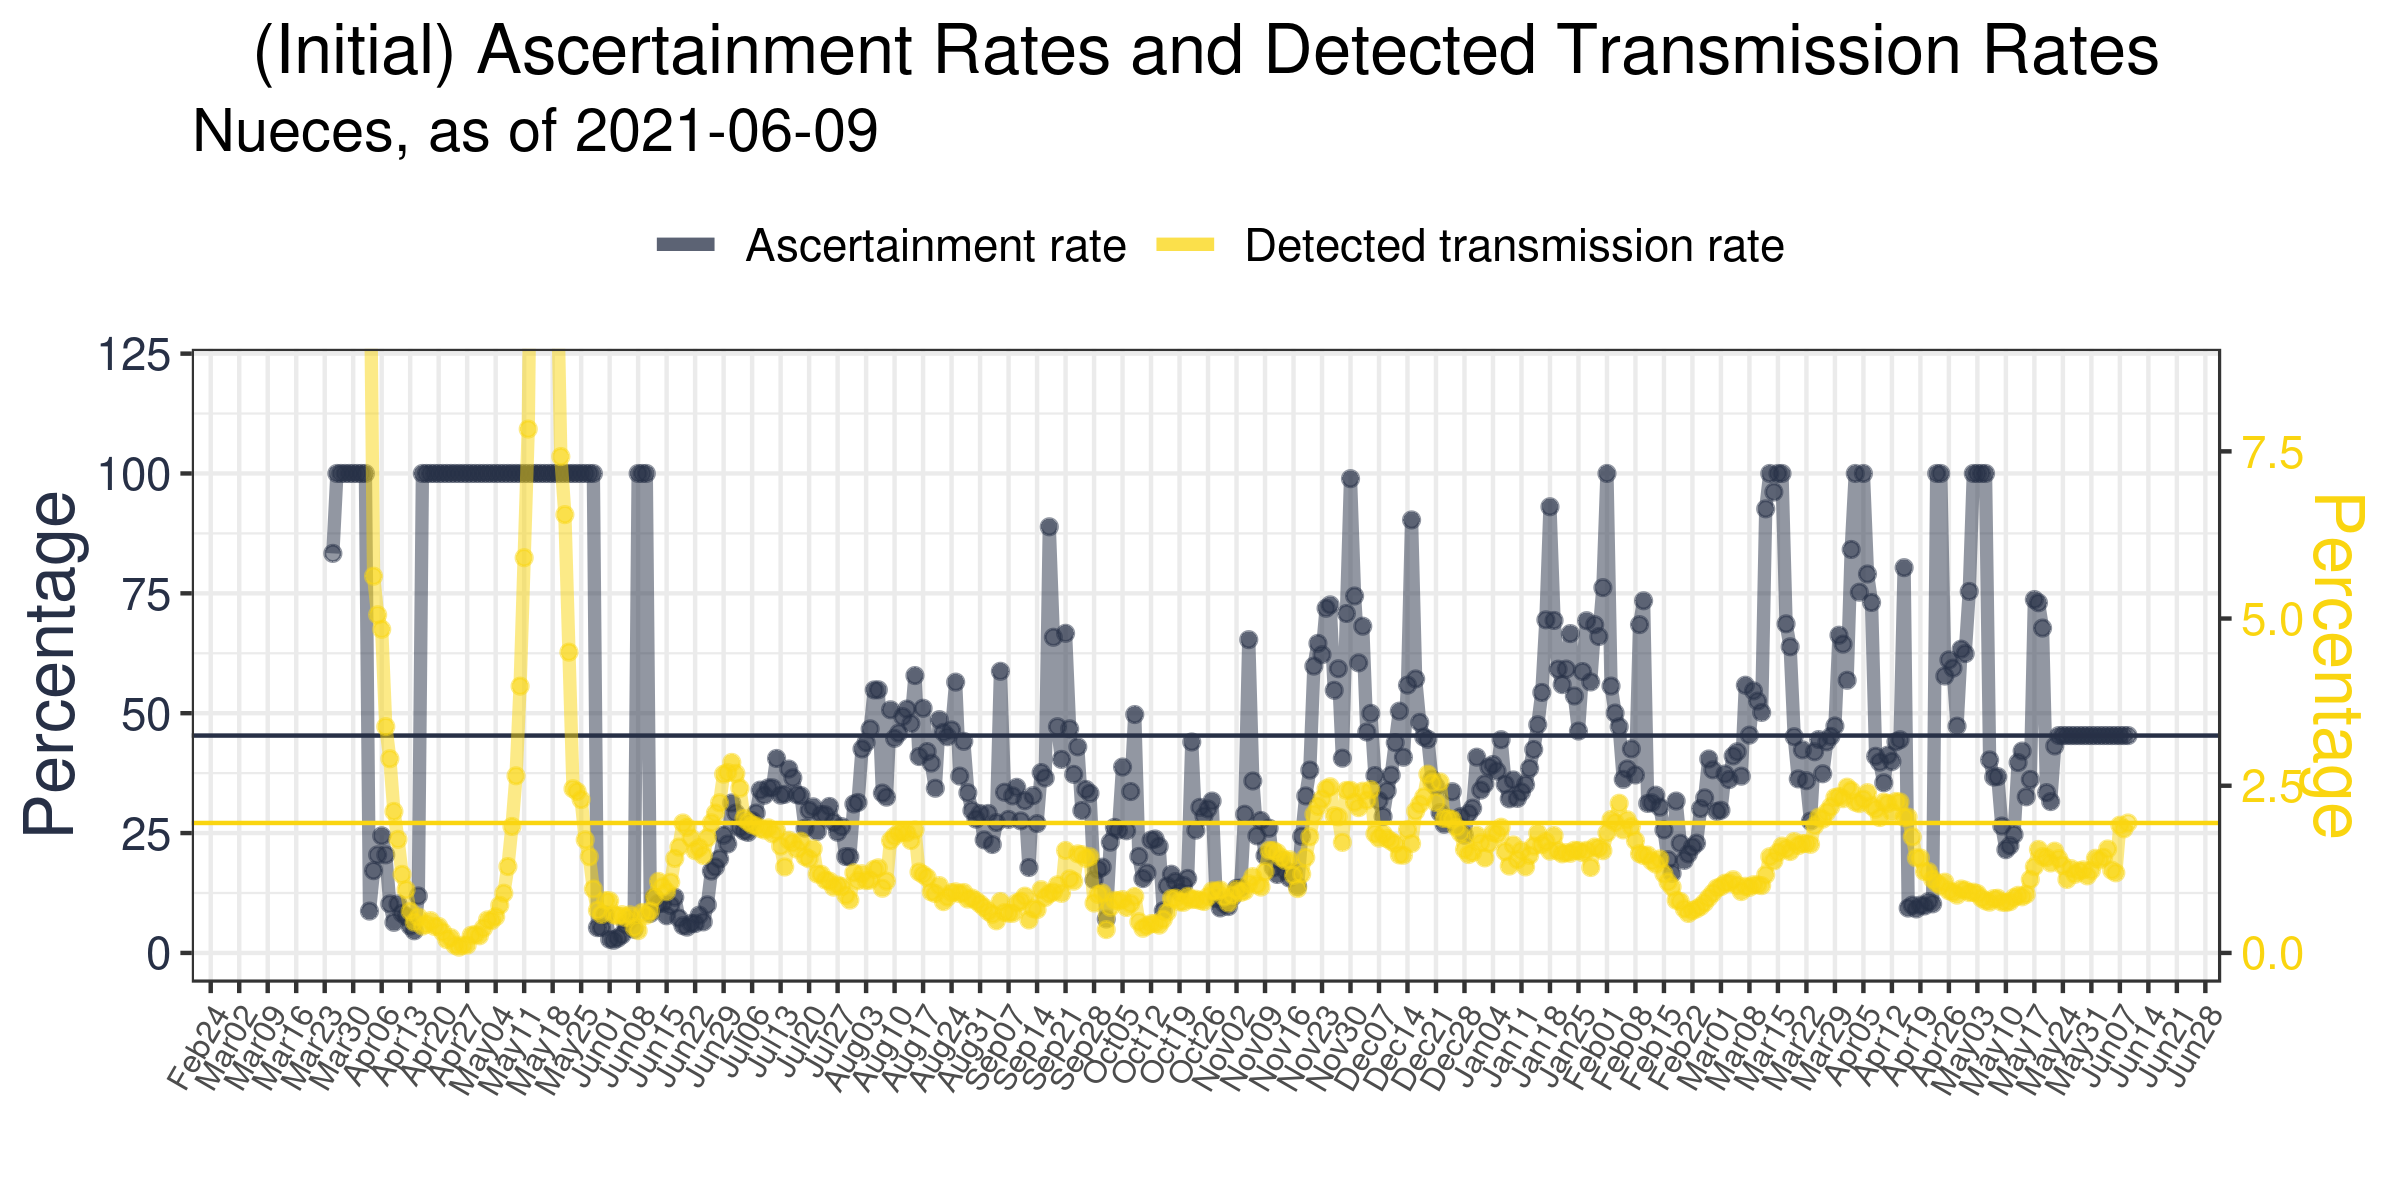 (Initial) Ascertainment Rates and Detected Transmission Rates
Nueces, as of 2021-06-09
Ascertainment rate Detected transmission rate
125
100
75
50
25
0
Percentage
7.5
5.0
2.5
0.0
Percentage
Feb24
Mar02
Mar09
Mar16
Mar23
Mar30
Apr06
Apr13
Apr20
Apr27
May04
May11
May18
May25
Jun01
Jun08
Jun15
Jun22
Jun29
Jul06
Jul13
Jul20
Jul27
Aug03
Aug10
Aug17
Aug24
Aug31
Sep07
Sep14
Sep21
Sep28
Oct05
Oct12
Oct19
Oct26
Nov02
Nov09
Nov16
Nov23
Nov30
Dec07
Dec14
Dec21
Dec28
Jan04
Jan11
Jan18
Jan25
Feb01
Feb08
Feb15
Feb22
Mar01
Mar08
Mar15
Mar22
Mar29
Apr05
Apr12
Apr19
Apr26
May03
May10
May17
May24
May31
Jun07
Jun14
Jun21
Jun28